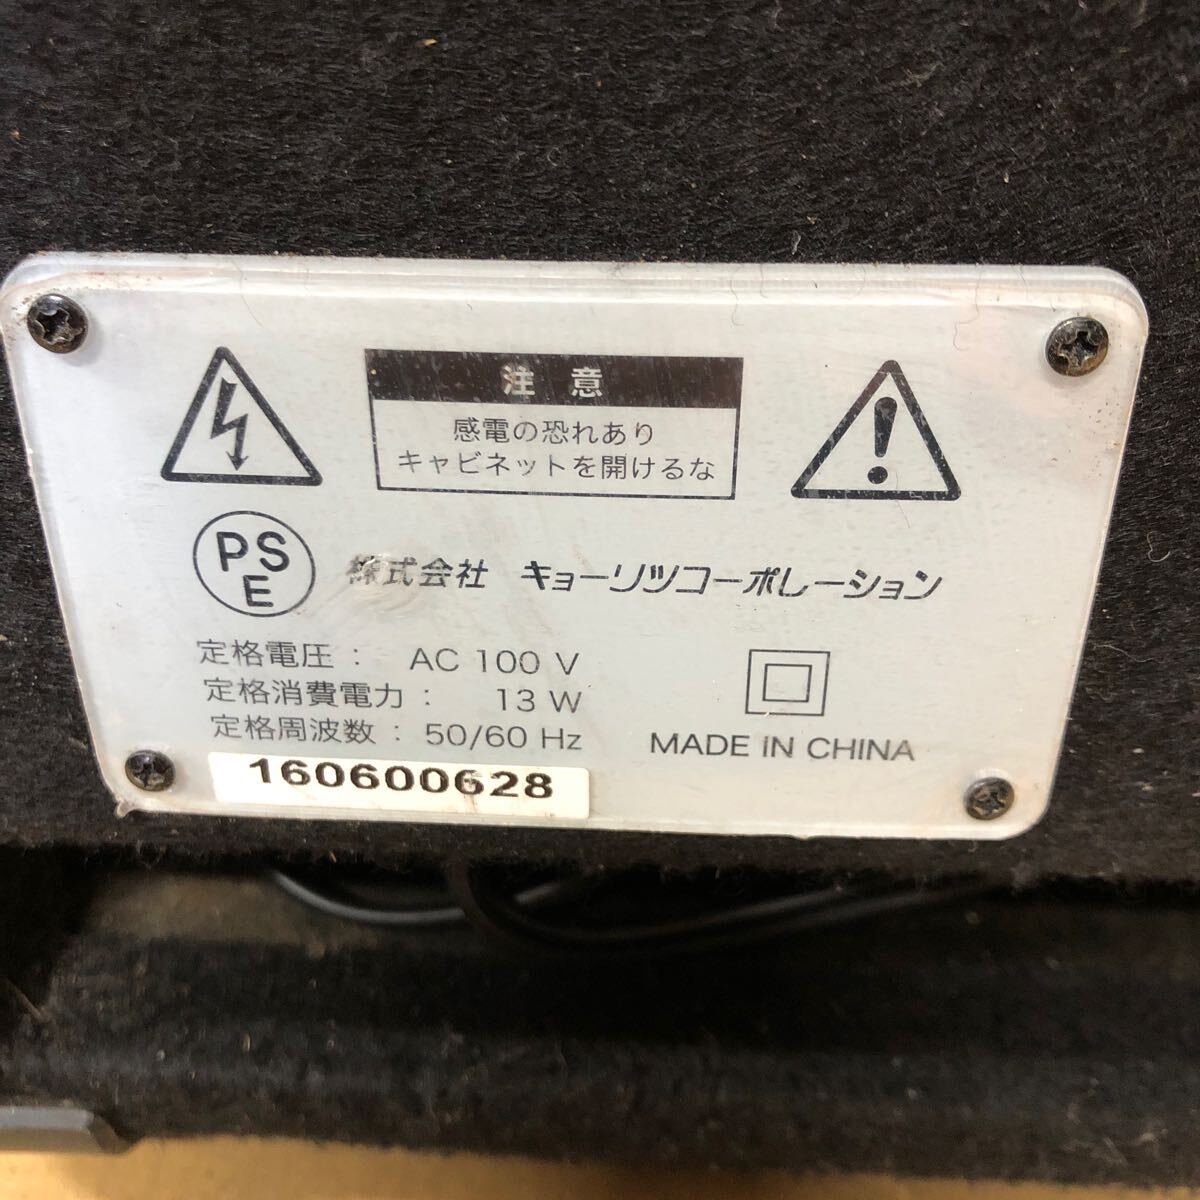 注意
感電の恐れあり
キャビネットを開けるな
PS
E
株式会社 キョーリツコーポレーション
定格電圧: AC 100 V
定格消費電力: 13 W
定格周波数: 50/60 Hz
MADE IN CHINA
160600628